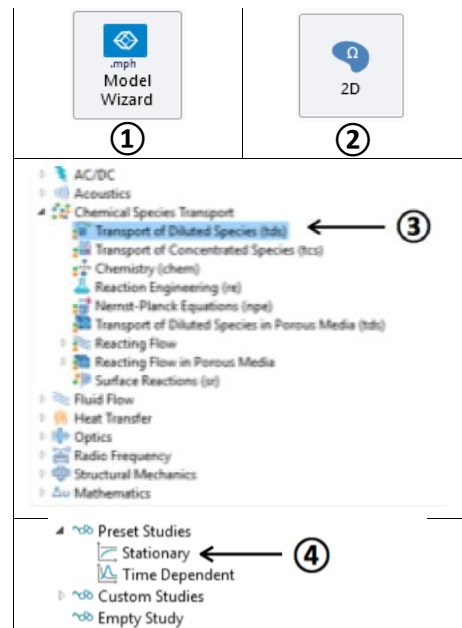 .mph
Model
Wizard
①
Ω
2D
②
AC/DC
Acoustics
Chemical Species Transport
Transport of Diluted Species (tds)
③
Transport of Concentrated Species (tcs)
Chemistry (chem)
Reaction Engineering (re)
Nernst-Planck Equations (npe)
Transport of Diluted Species in Porous Media (tds)
Reacting Flow
Reacting Flow in Porous Media
Surface Reactions (sr)
Fluid Flow
Heat Transfer
Optics
Radio Frequency
Structural Mechanics
Δu Mathematics
Preset Studies
Stationary
④
Time Dependent
Custom Studies
Empty Study